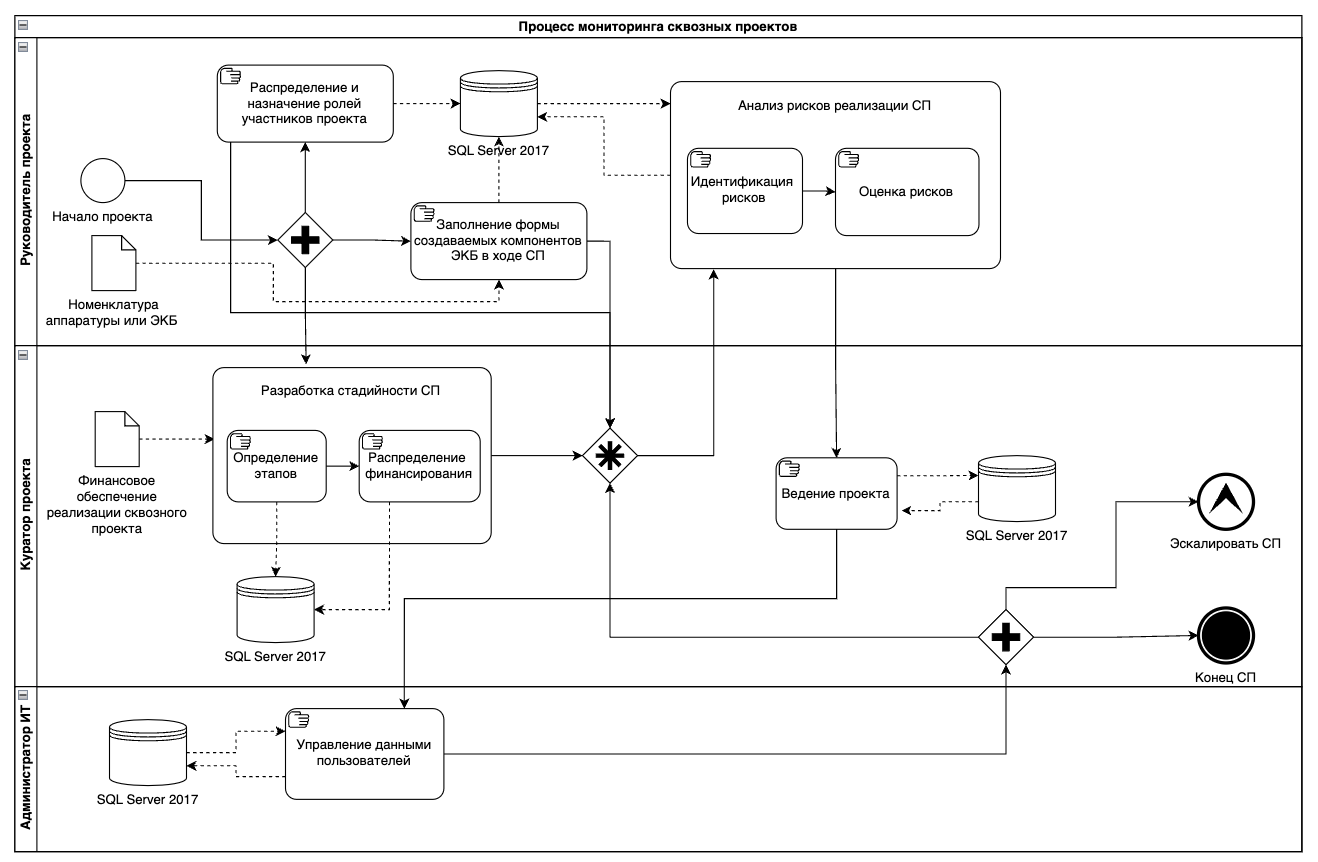 Процесс мониторинга сквозных проектов
Руководитель проекта
Распределение и
назначение ролей
участников проекта
SQL Server 2017
Анализ рисков реализации СП
Идентификация
рисков
Оценка рисков
Начало проекта
Заполнение формы
создаваемых компонентов
ЭКБ в ходе СП
Номенклатура
аппаратуры или ЭКБ
Куратор проекта
Разработка стадийности СП
Определение
этапов
Распределение
финансирования
Финансовое
обеспечение
реализации сквозного
проекта
SQL Server 2017
Ведение проекта
SQL Server 2017
Эскалировать СП
Конец СП
Администратор ИТ
Управление данными
пользователей
SQL Server 2017